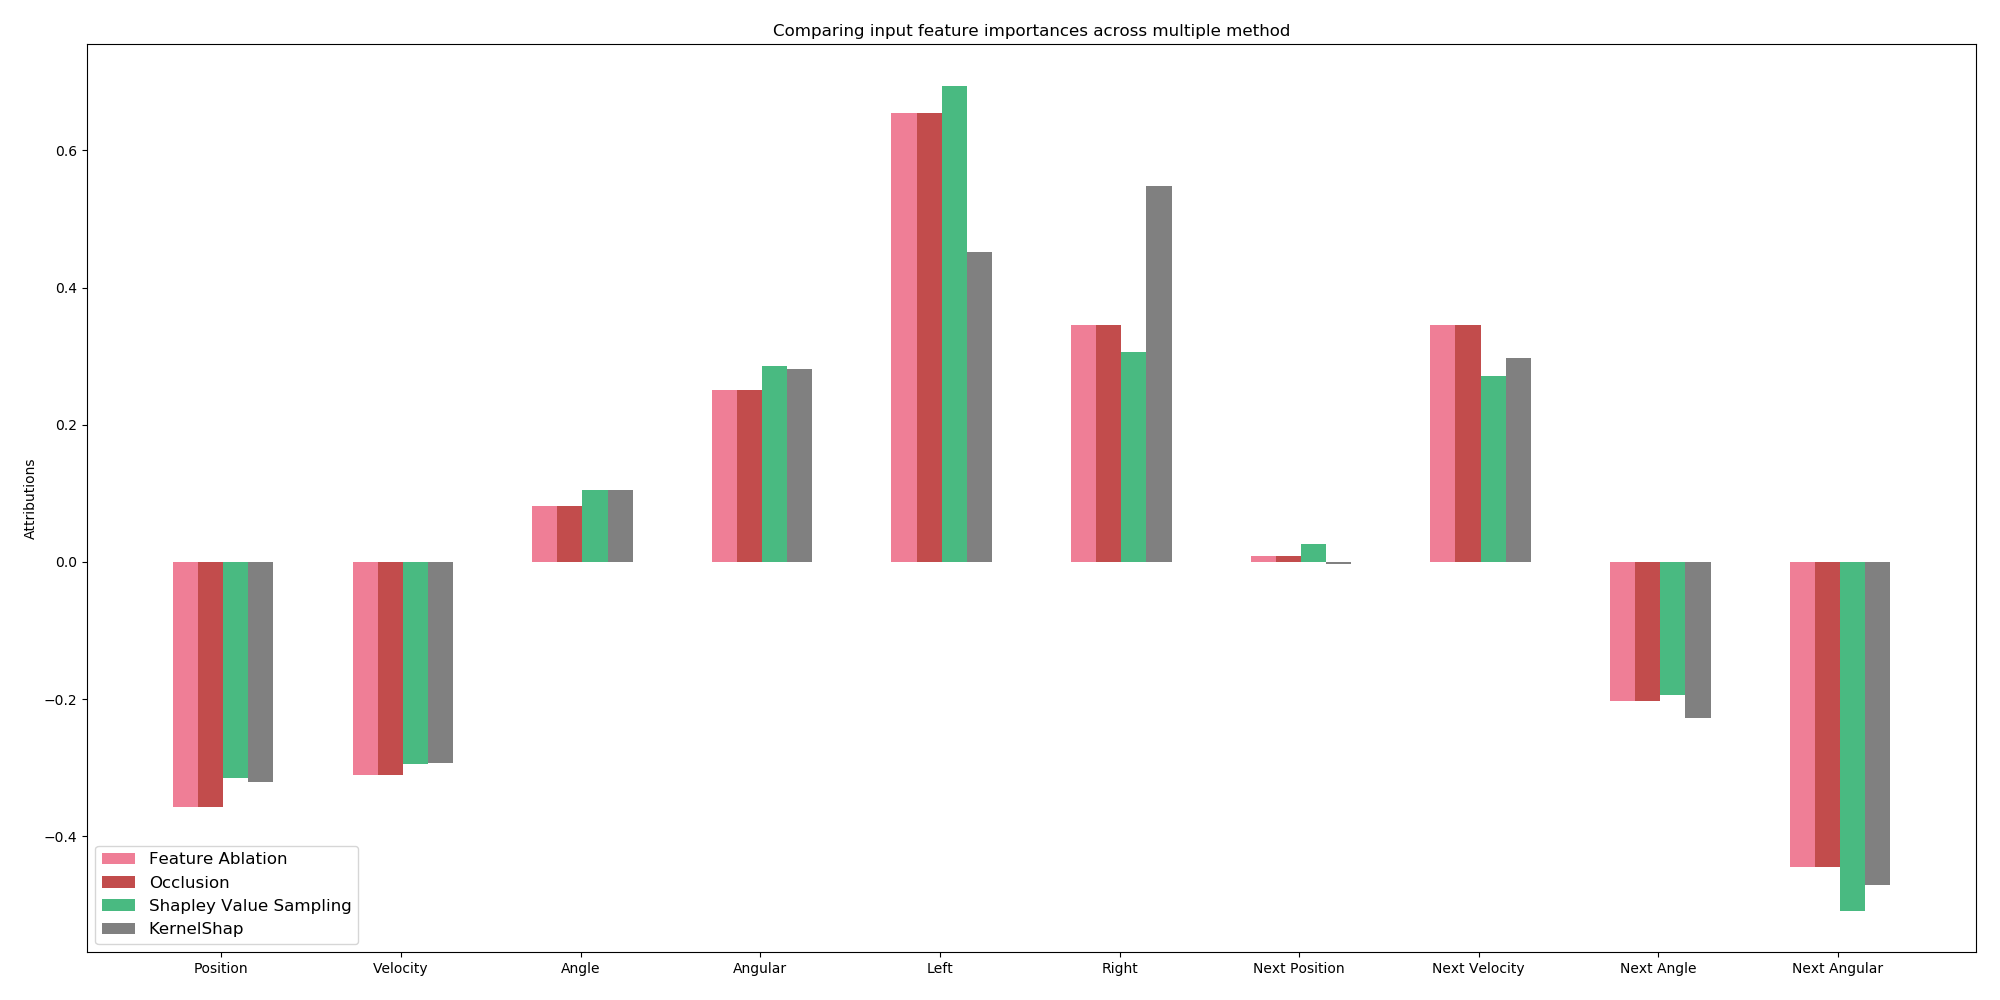 Comparing input feature importances across multiple method
Attributions
0.6
0.4
0.2
0.0
−0.2
−0.4
Feature Ablation
Occlusion
Shapley Value Sampling
KernelShap
Position Velocity Angle Angular Left Right Next Position Next Velocity Next Angle Next Angular